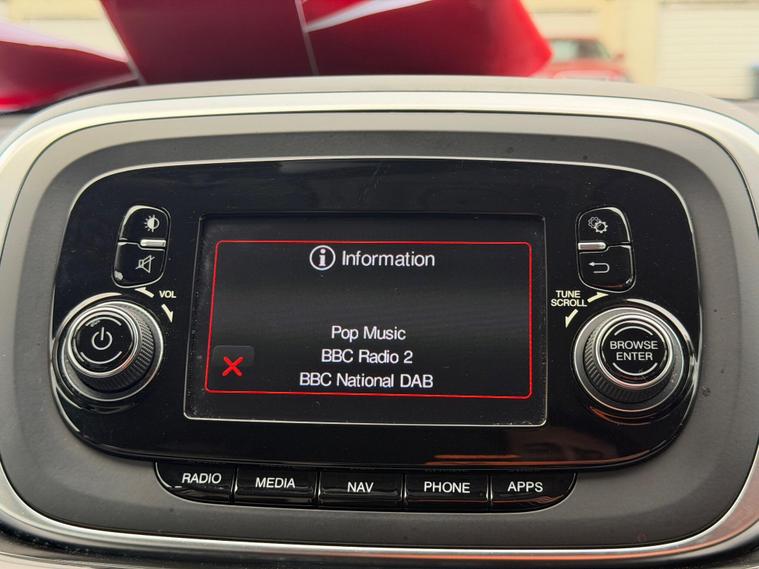 Information
VOL
TUNE
SCROLL
Pop Music
BBC Radio 2
BBC National DAB
BROWSE
ENTER
RADIO
MEDIA
NAV
PHONE
APPS